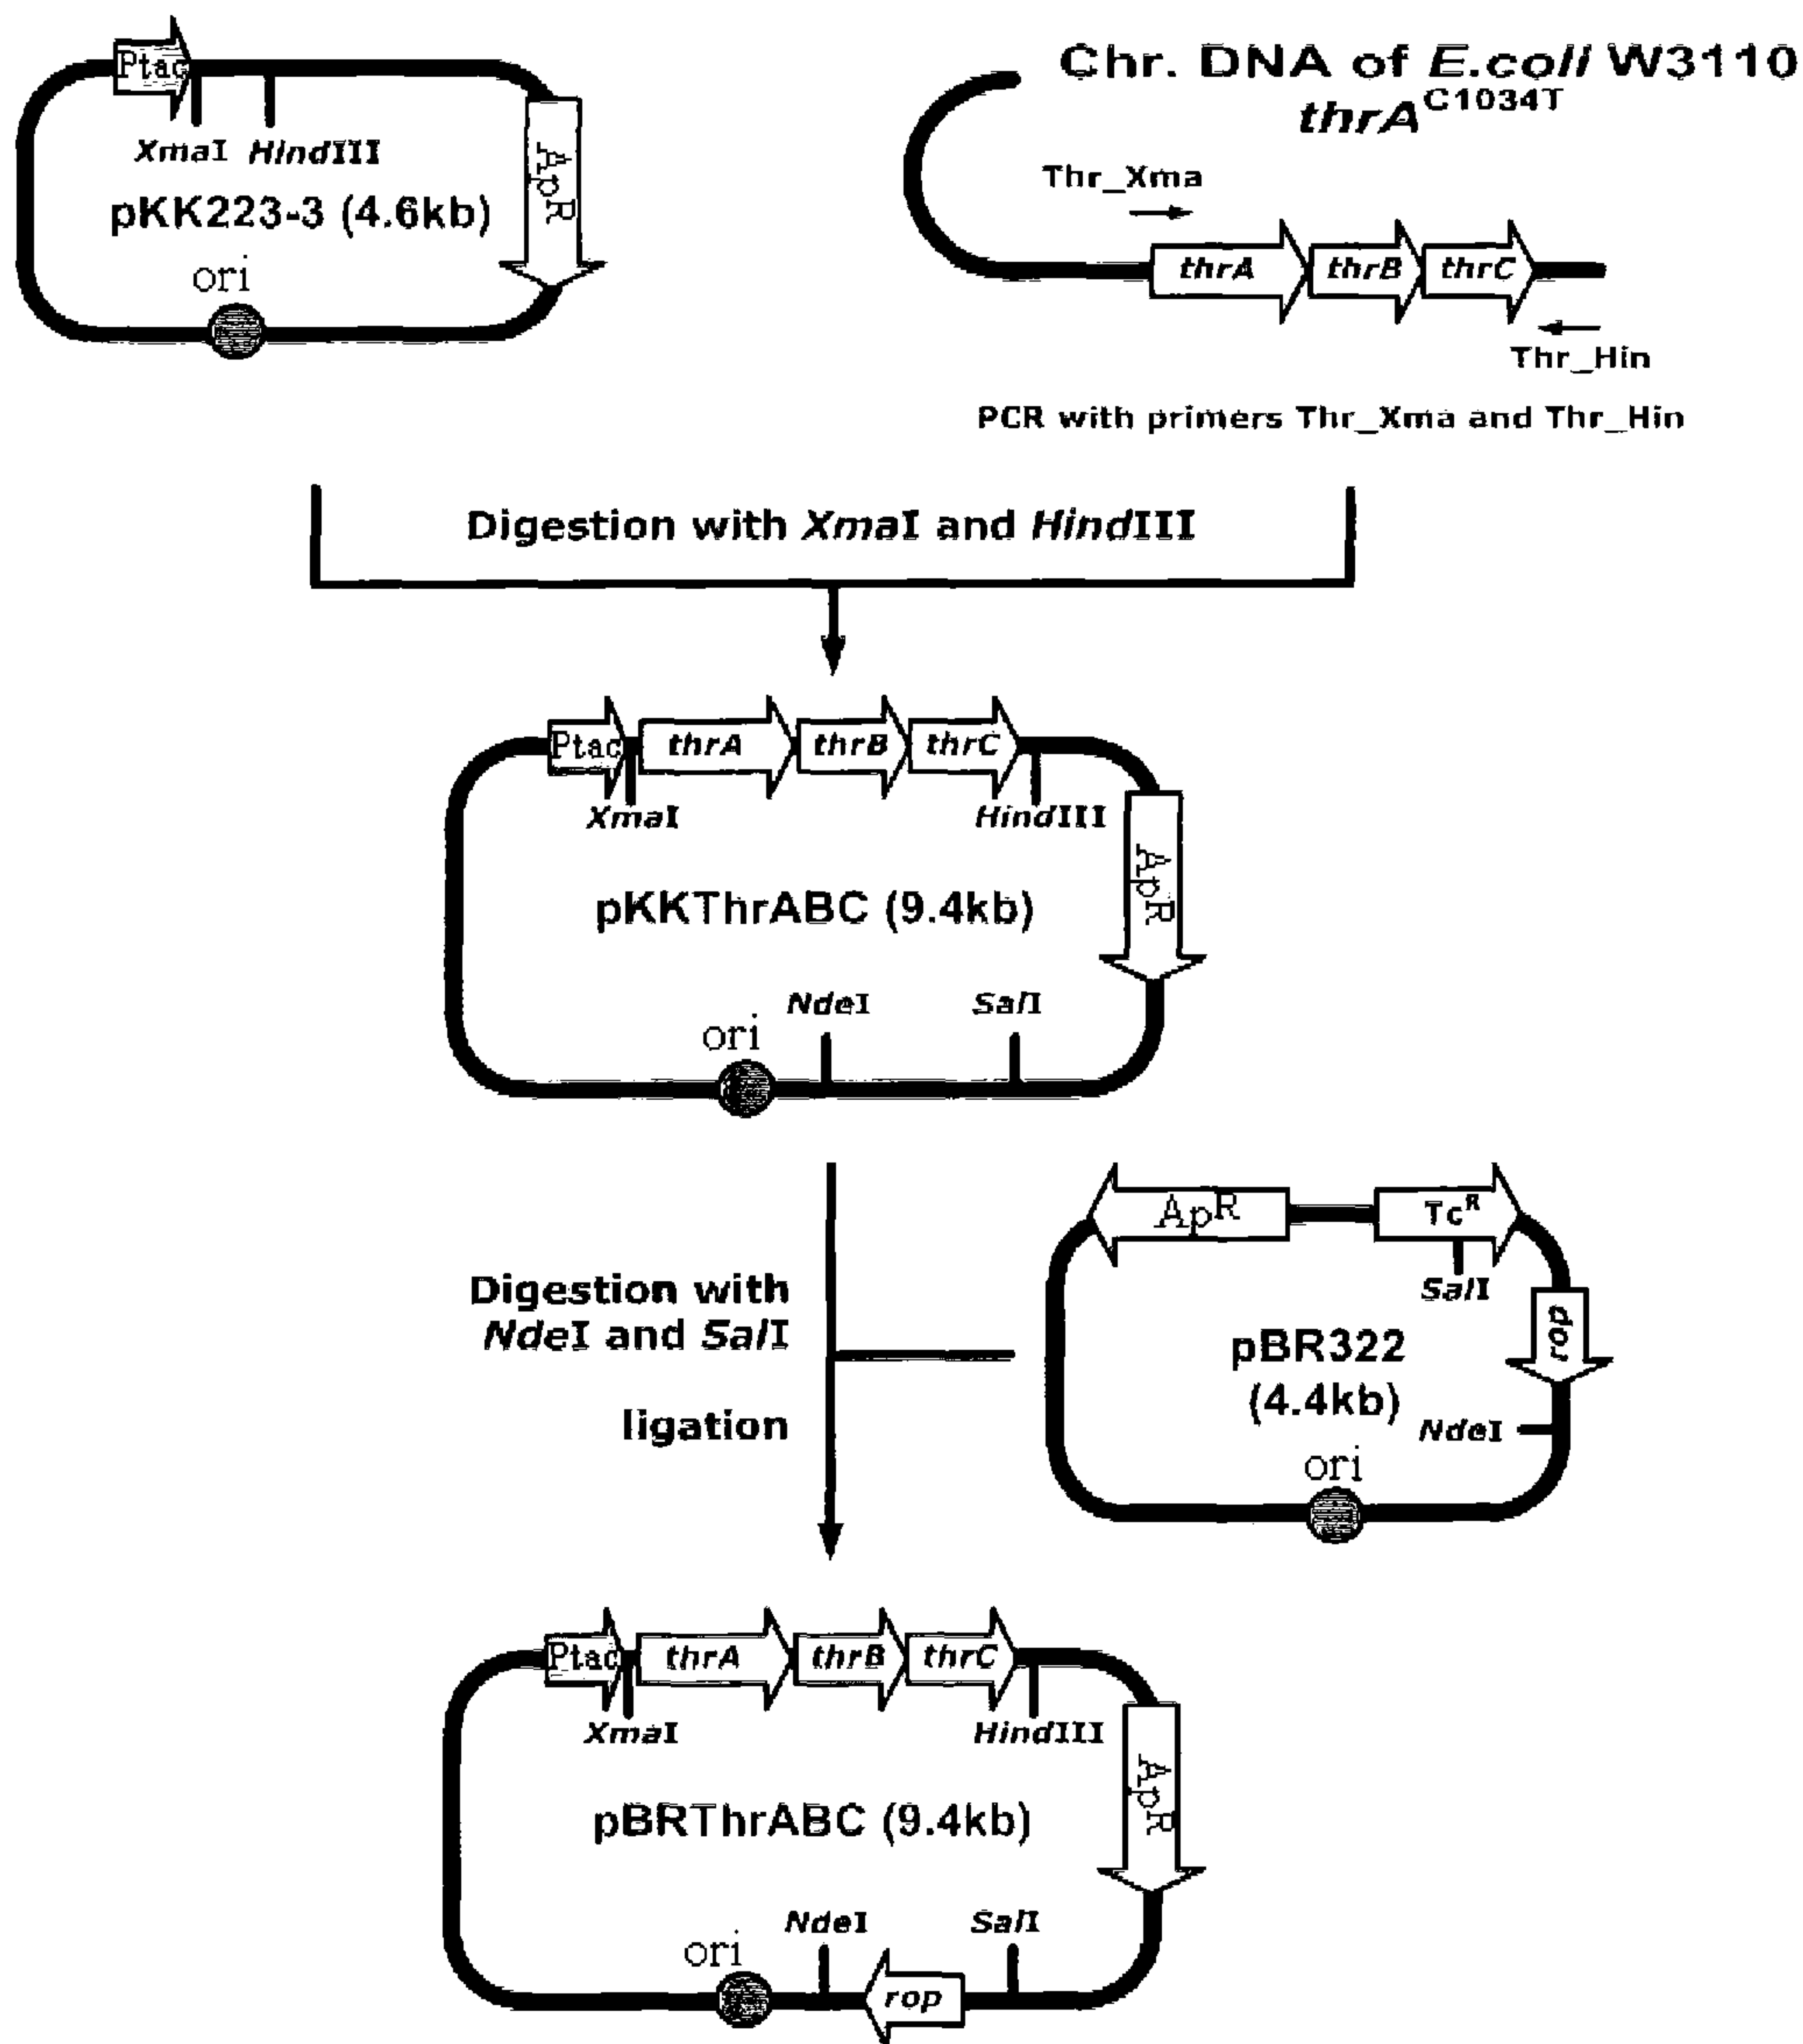 Ptac
XmaI HindIII
ApR
pKK223-3 (4.6kb)
ori
Chr. DNA of E.coli W3110
thrA^C1034T
Thr_Xma
thrA thrB thrC
Thr_Hin
PCR with primers Thr_Xma and Thr_Hin
Digestion with XmaI and HindIII
Ptac thrA thrB thrC
XmaI HindIII
ApR
pKKThrABC (9.4kb)
NdeI SalI
ori
Digestion with
NdeI and SalI
ligation
ApR TcR
SalI
rop
pBR322
(4.4kb)
NdeI
ori
Ptac thrA thrB thrC
XmaI HindIII
ApR
pBRThrABC (9.4kb)
NdeI SalI
ori
rop